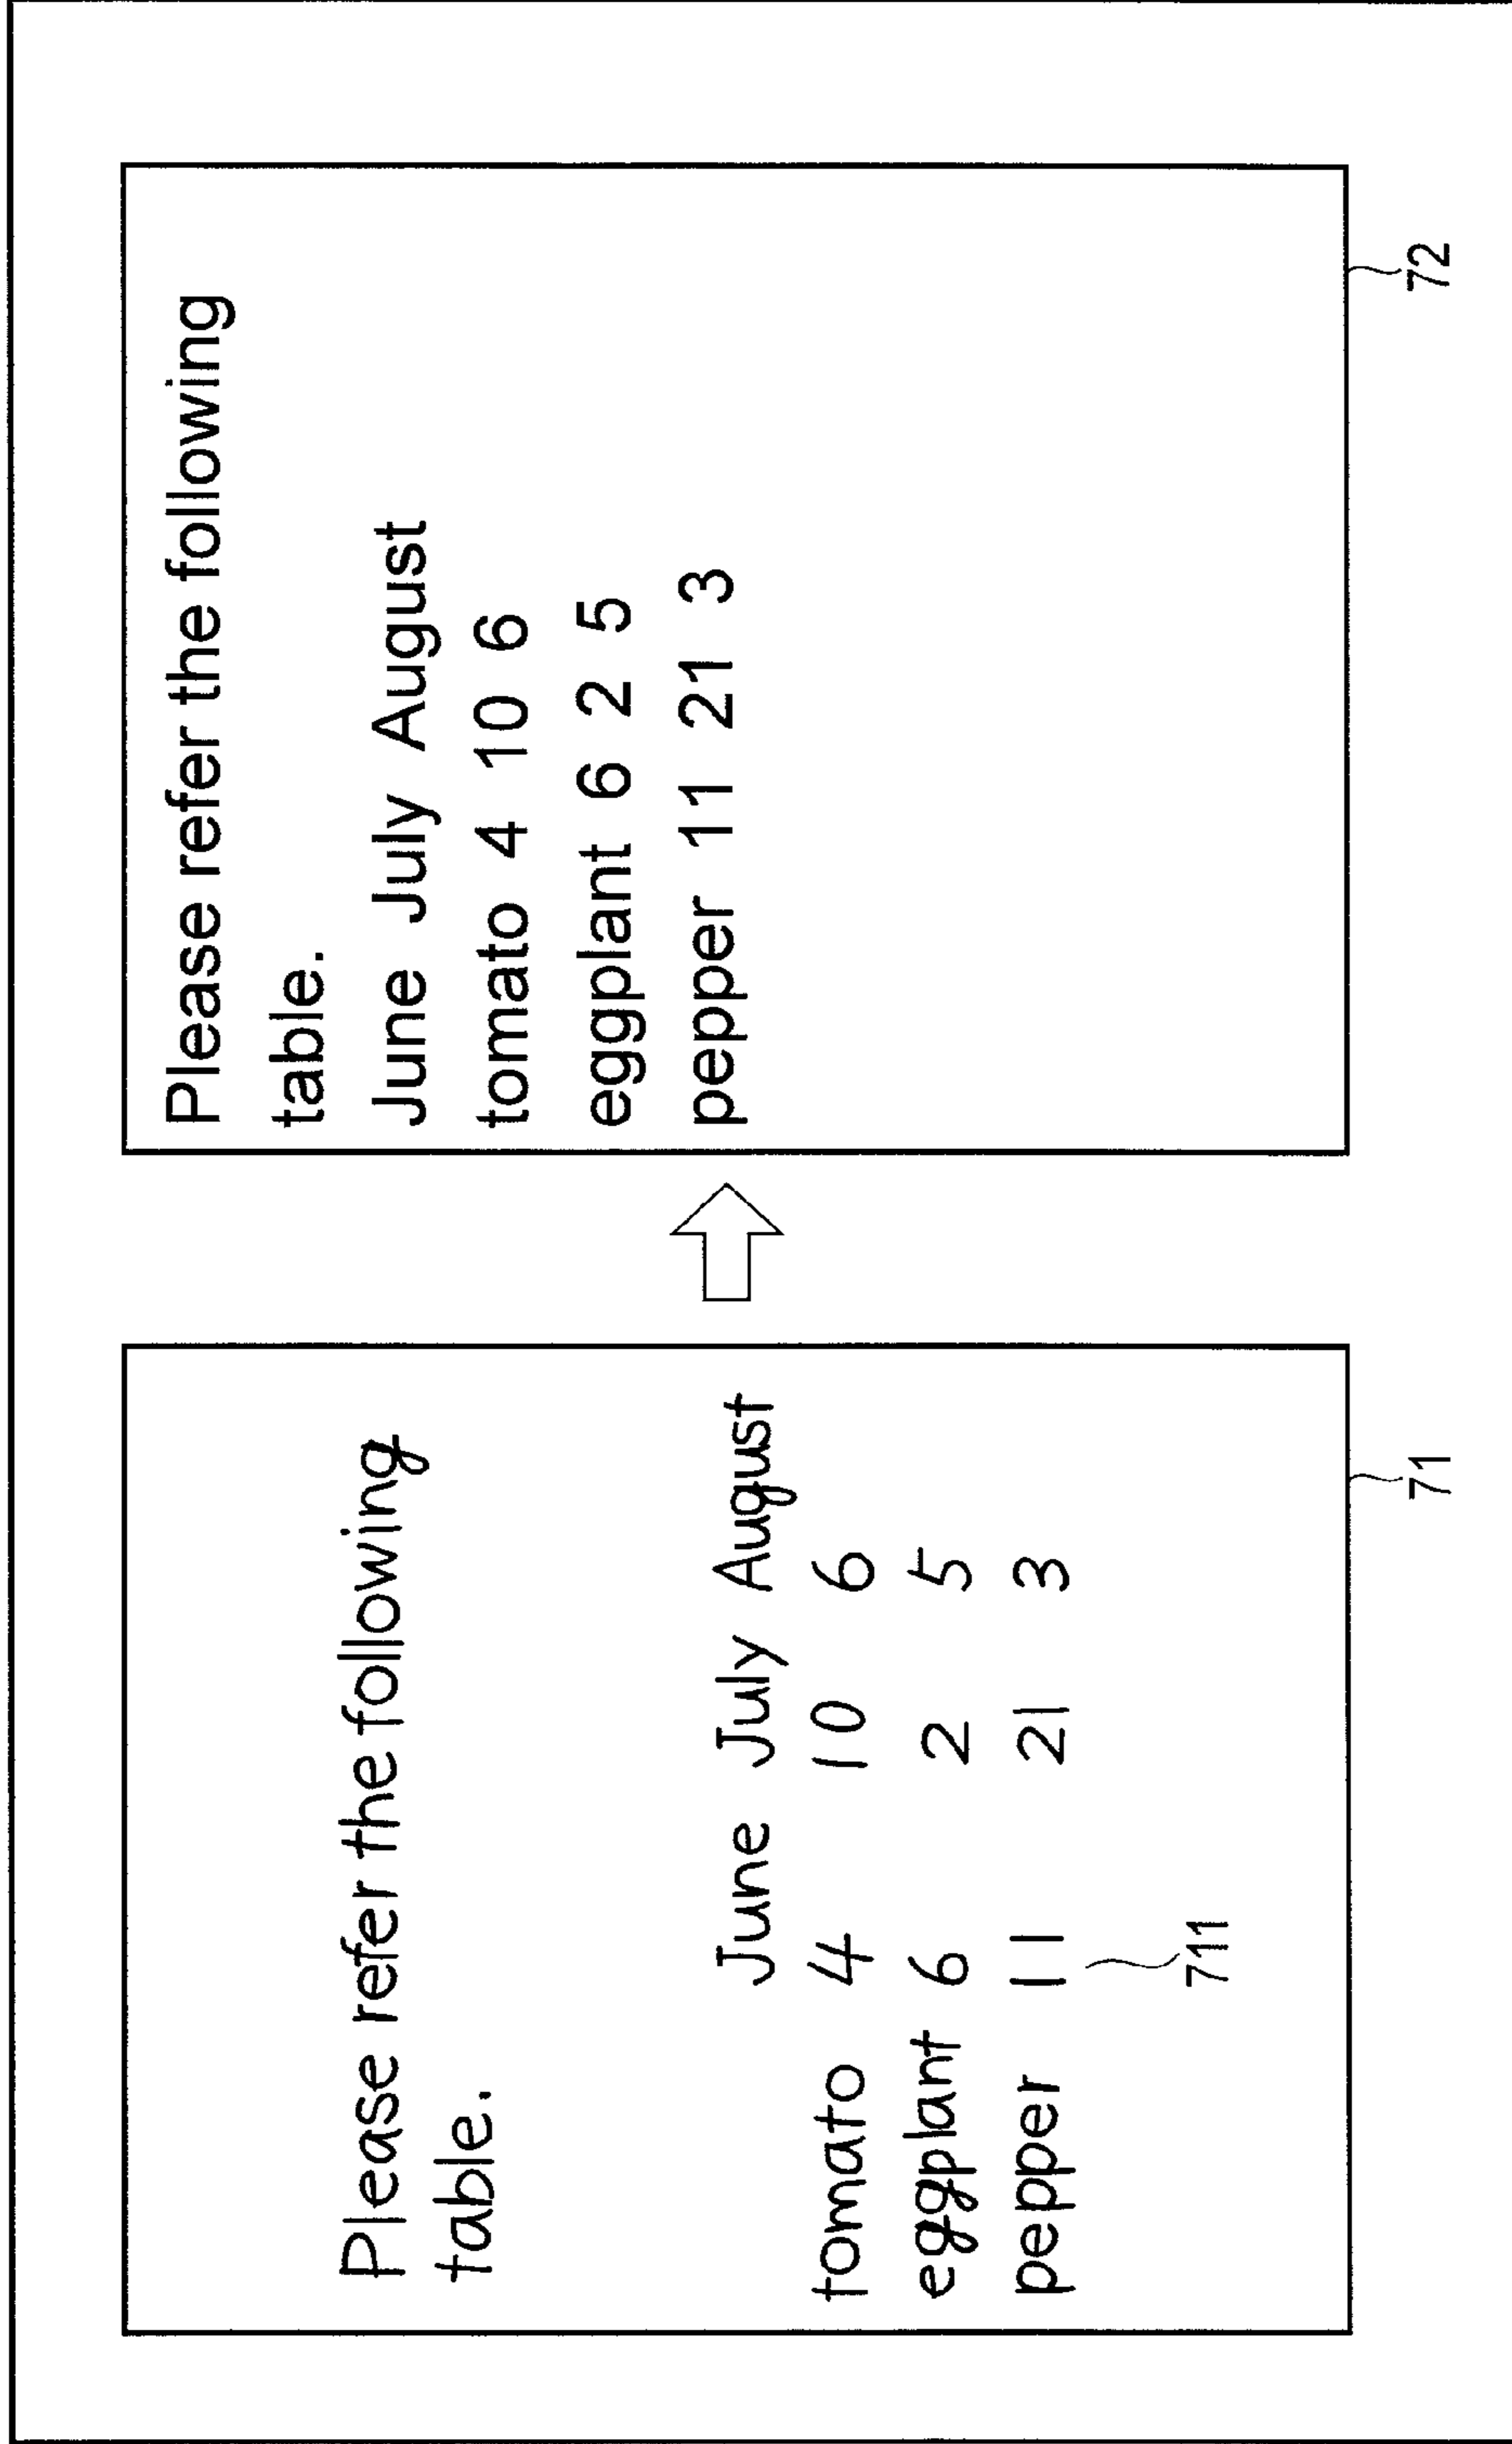 Please refer the following
table.
June July August
tomato 4 10 6
eggplant 6 2 5
pepper 11 21 3
711
71
Please refer the following
table.
June July August
tomato 4 10 6
eggplant 6 2 5
pepper 11 21 3
72